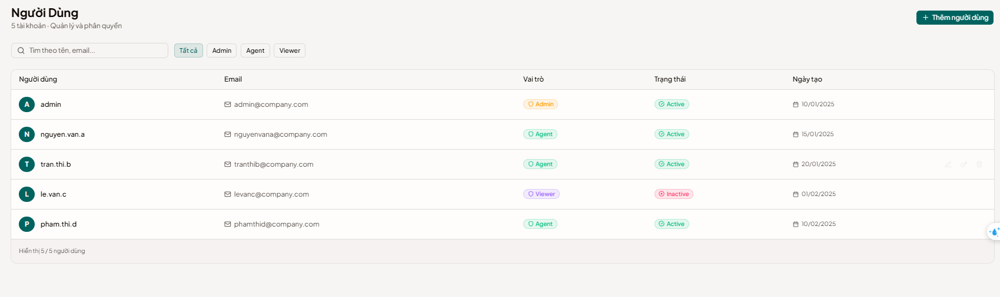 Người Dùng
5 tài khoản · Quản lý và phân quyền
Thêm người dùng
Tìm theo tên, email...
Tất cả Admin Agent Viewer
Người dùng Email Vai trò Trạng thái Ngày tạo
A admin admin@company.com Admin Active 10/01/2025
N nguyen.van.a nguyenvana@company.com Agent Active 15/01/2025
T tran.thi.b tranthib@company.com Agent Active 20/01/2025
L le.van.c levanc@company.com Viewer Inactive 01/02/2025
P pham.thi.d phamthid@company.com Agent Active 10/02/2025
Hiển thị 5 / 5 người dùng